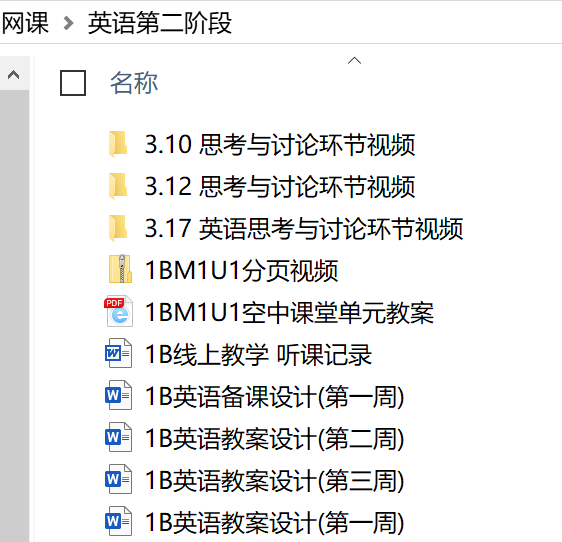 网课 > 英语第二阶段
名称
3.10 思考与讨论环节视频
3.12 思考与讨论环节视频
3.17 英语思考与讨论环节视频
1BM1U1分页视频
PDF
1BM1U1空中课堂单元教案
1B线上教学 听课记录
1B英语备课设计(第一周)
1B英语教案设计(第二周)
1B英语教案设计(第三周)
1B英语教案设计(第一周)